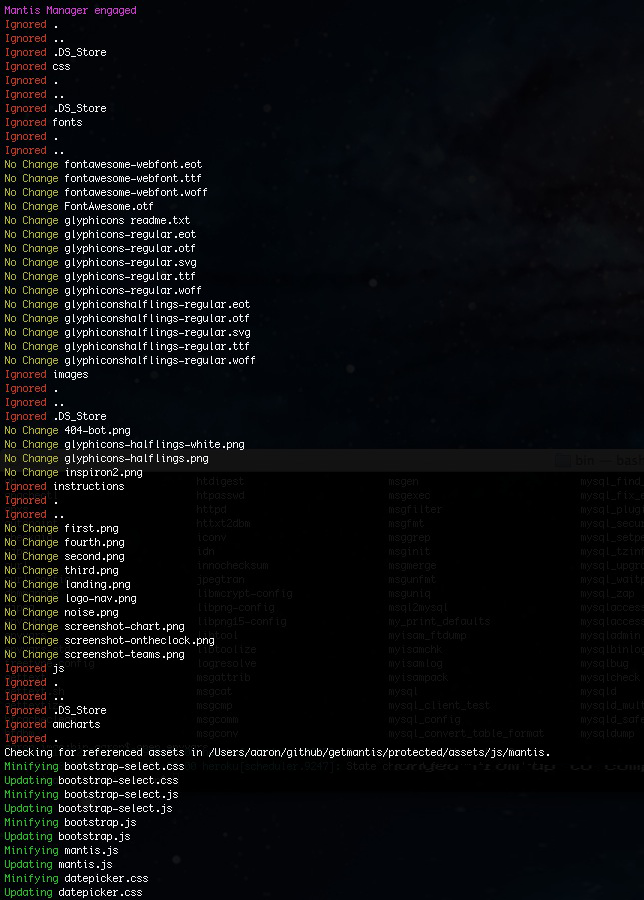 Mantis Manager engaged
Ignored .
Ignored ..
Ignored .DS_Store
Ignored css
Ignored .
Ignored ..
Ignored .DS_Store
Ignored fonts
Ignored .
Ignored ..
No Change fontawesome-webfont.eot
No Change fontawesome-webfont.ttf
No Change fontawesome-webfont.woff
No Change FontAwesome.otf
No Change glyphicons readme.txt
No Change glyphicons-regular.eot
No Change glyphicons-regular.otf
No Change glyphicons-regular.svg
No Change glyphicons-regular.ttf
No Change glyphicons-regular.woff
No Change glyphiconshalflings-regular.eot
No Change glyphiconshalflings-regular.otf
No Change glyphiconshalflings-regular.svg
No Change glyphiconshalflings-regular.ttf
No Change glyphiconshalflings-regular.woff
Ignored images
Ignored .
Ignored ..
Ignored .DS_Store
No Change 404-bot.png
No Change glyphicons-halflings-white.png
No Change glyphicons-halflings.png
No Change inspiron2.png
Ignored instructions
Ignored .
Ignored ..
No Change first.png
No Change fourth.png
No Change second.png
No Change third.png
No Change landing.png
No Change logo-nav.png
No Change noise.png
No Change screenshot-chart.png
No Change screenshot-ontheclock.png
No Change screenshot-teams.png
Ignored js
Ignored .
Ignored ..
Ignored .DS_Store
Ignored amcharts
Ignored .
Checking for referenced assets in /Users/aaron/github/getmantis/protected/assets/js/mantis.
Minifying bootstrap-select.css
Updating bootstrap-select.css
Minifying bootstrap-select.js
Updating bootstrap-select.js
Minifying bootstrap.js
Updating bootstrap.js
Minifying mantis.js
Updating mantis.js
Minifying datepicker.css
Updating datepicker.css